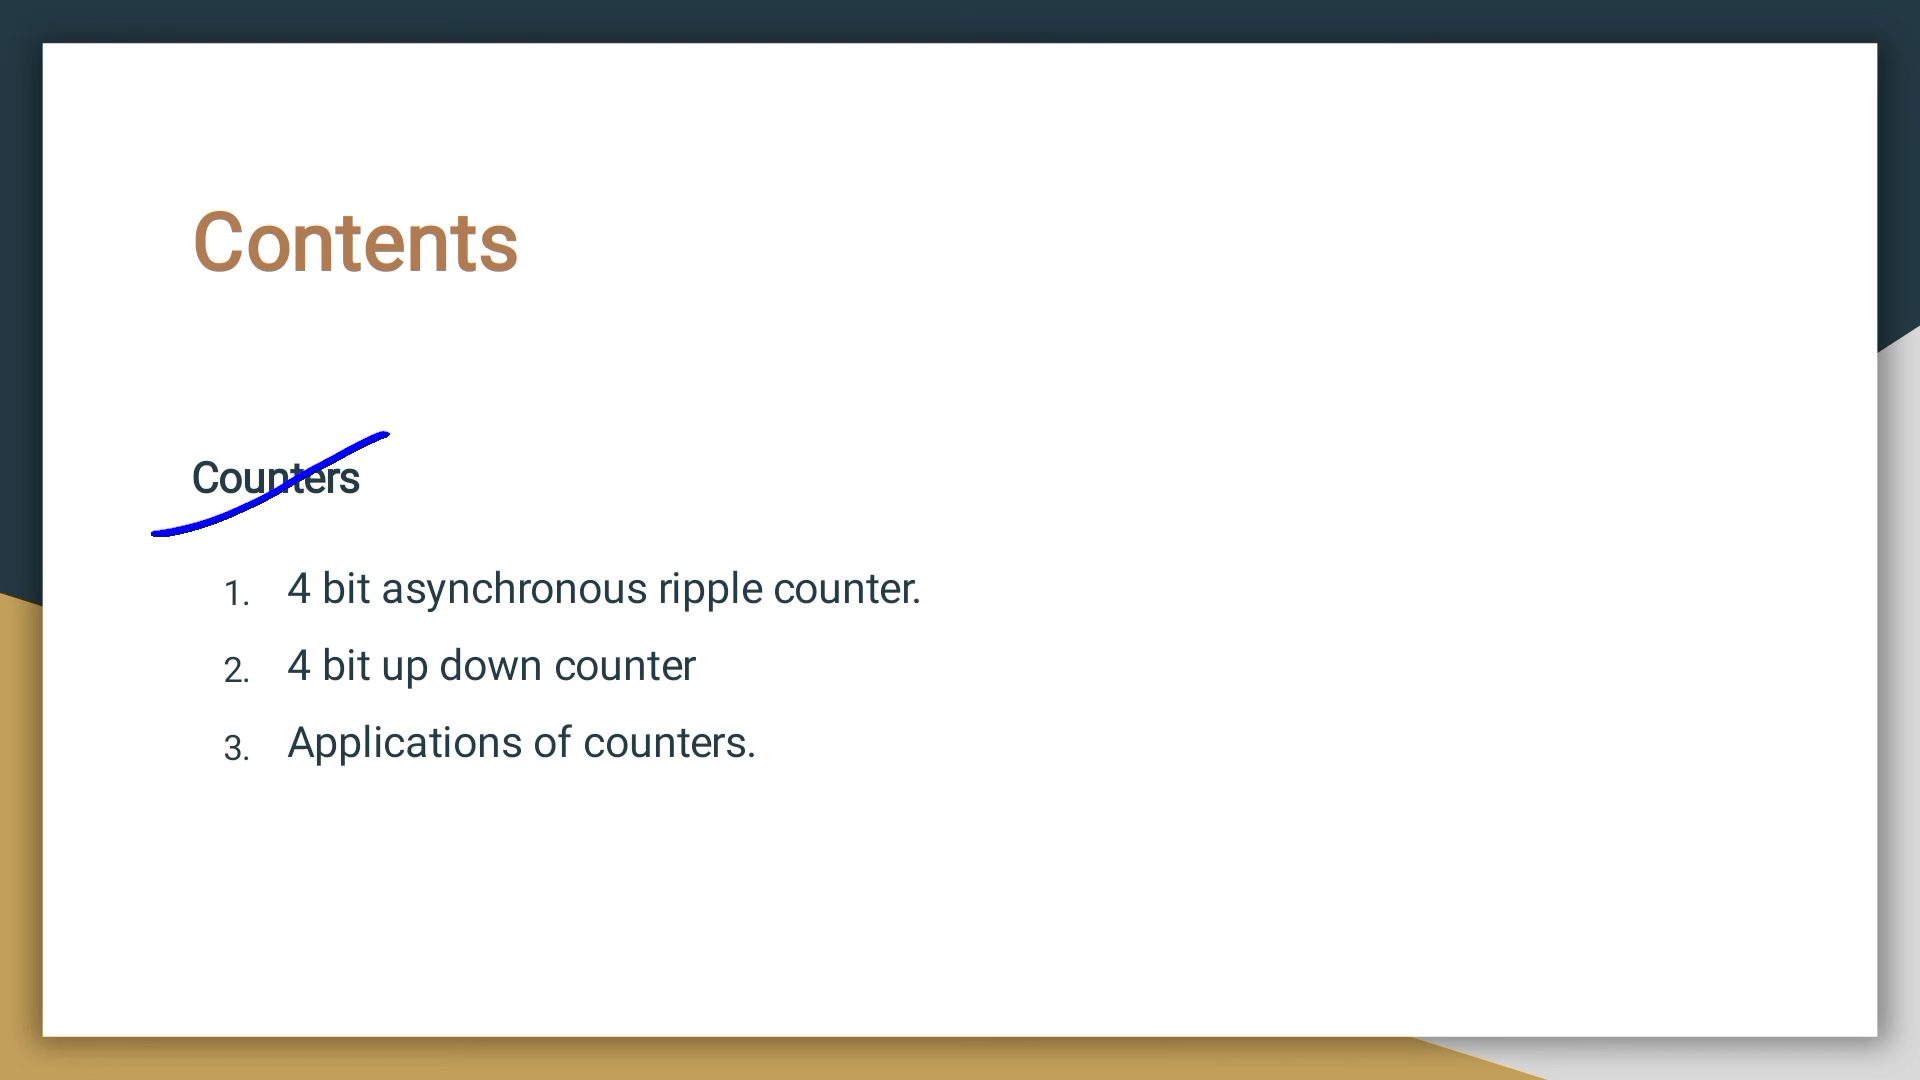 Contents
Counters
1. 4 bit asynchronous ripple counter.
2. 4 bit up down counter
3. Applications of counters.